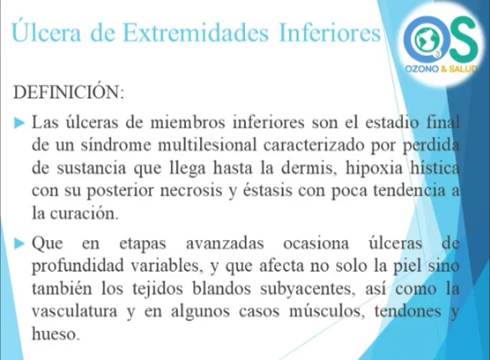 Úlcera de Extremidades Inferiores
OS
OZONO & SALUD
DEFINICIÓN:
Las úlceras de miembros inferiores son el estadio final
de un síndrome multilesional caracterizado por perdida
de sustancia que llega hasta la dermis, hipoxia hística
con su posterior necrosis y éstasis con poca tendencia a
la curación.
Que en etapas avanzadas ocasiona úlceras de
profundidad variables, y que afecta no solo la piel sino
también los tejidos blandos subyacentes, así como la
vasculatura y en algunos casos músculos, tendones y
hueso.